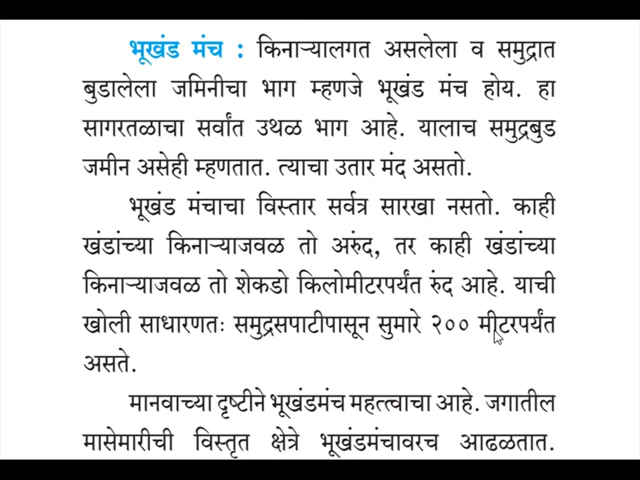 भूखंड मंच : किनाऱ्यालगत असलेला व समुद्रात
बुडालेला जमिनीचा भाग म्हणजे भूखंड मंच होय. हा
सागरतळाचा सर्वांत उथळ भाग आहे. यालाच समुद्रबुड
जमीन असेही म्हणतात. त्याचा उतार मंद असतो.
भूखंड मंचाचा विस्तार सर्वत्र सारखा नसतो. काही
खंडांच्या किनाऱ्याजवळ तो अरुंद, तर काही खंडांच्या
किनाऱ्याजवळ तो शेकडो किलोमीटरपर्यंत रुंद आहे. याची
खोली साधारणतः समुद्रसपाटीपासून सुमारे २०० मीटरपर्यंत
असते.
मानवाच्या दृष्टीने भूखंडमंच महत्त्वाचा आहे. जगातील
मासेमारीची विस्तृत क्षेत्रे भूखंडमंचावरच आढळतात.